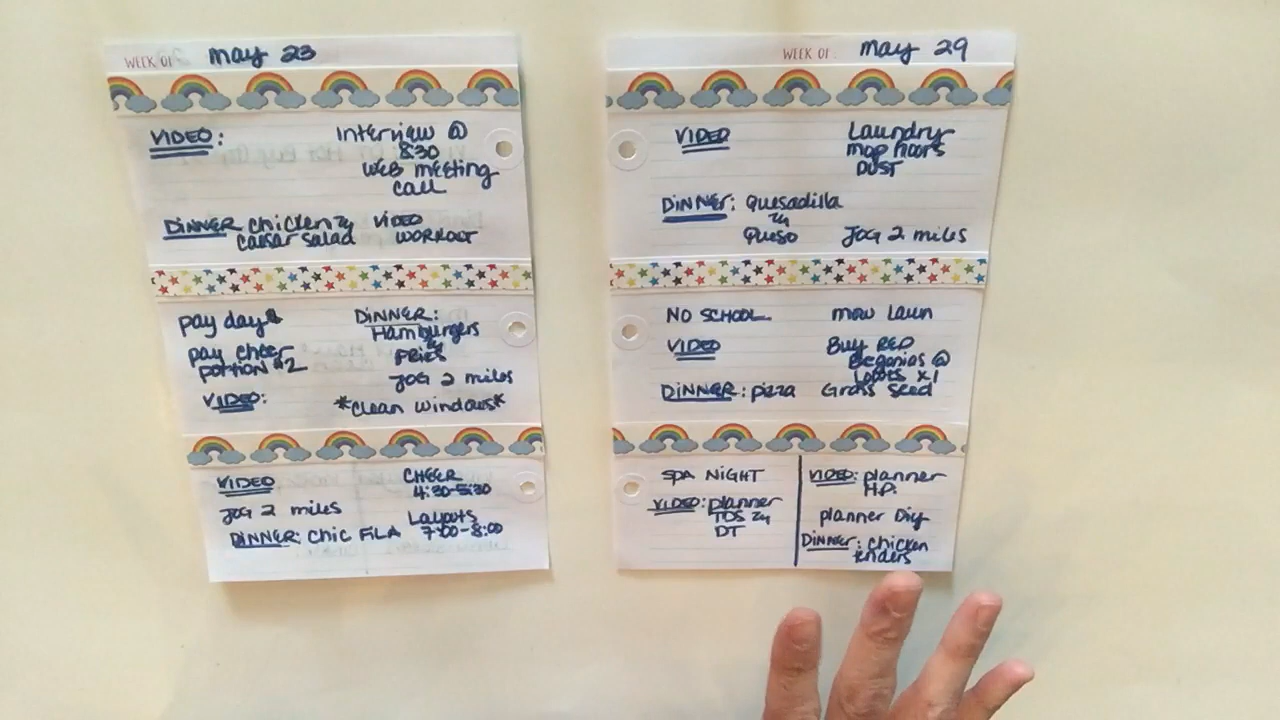 WEEK OF May 23
VIDEO:
Interview @
8:30
WEB meeting
call
DINNER chicken w/
caesar salad
VIDEO
WORKOUT
pay day
pay cheer
portion #2
VIDEO:
DINNER:
Hamburgers
&
fries
JOG 2 miles
*clean windows*
VIDEO
JOG 2 miles
DINNER: Chic FiLA
CHEER
4:30-5:30
Layouts
7:00-8:00
WEEK OF: May 29
VIDEO
Laundry
mop floors
DUST
DINNER: Quesadilla
w/
Queso
JOG 2 miles
NO SCHOOL
VIDEO
DINNER: pizza
mow lawn
Buy RED
Begonias @
Lowes x1
Grass seed
SPA NIGHT
VIDEO: planner
TDS w/
DT
VIDEO: planner
H.P.
planner Diy
DINNER: chicken
tenders